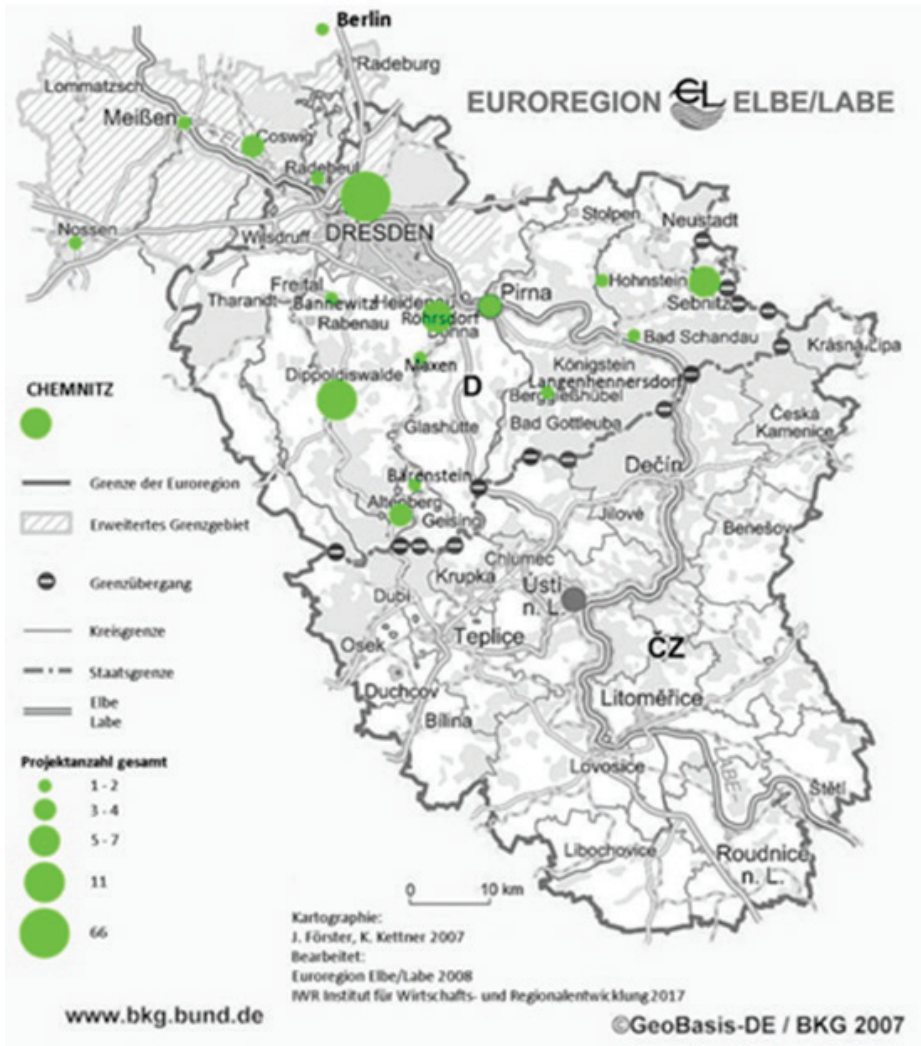 Berlin
Radeburg
Lommatzsch
EUROREGION EL ELBE/LABE
Meißen
Coswig
Radebeul
Stolpen
Neustadt
Nossen
Wilsdruff
DRESDEN
Freital
Hohnstein
Tharandt
Bannewitz
Heidenau
Pirna
Sebnitz
Rabenau
Röhrsdorf
Dohna
Bad Schandau
Krásná Lípa
Maxen
Königstein
CHEMNITZ
Dippoldiswalde
D
Langenhennersdorf
Berggießhübel
Česká
Kamenice
Glashütte
Bad Gottleuba
Dečín
Grenze der Euroregion
Bärenstein
Altenberg
Geising
Jílové
Benešov
Erweitertes Grenzgebiet
Chlumec
Krupka
Grenzübergang
Dubí
Ústí
n. L.
Kreisgrenze
Osek
Teplice
ČZ
Staatsgrenze
Duchcov
Litoměřice
Elbe
Labe
Bílina
Lovosice
ELBE
Štětí
Projektanzahl gesamt
1 - 2
3 - 4
5 - 7
11
66
Libochovice
Roudnice
n. L.
0 10 km
Kartographie:
J. Förster, K. Kettner 2007
Bearbeitet:
Euroregion Elbe/Labe 2008
IWR Institut für Wirtschafts- und Regionalentwicklung 2017
www.bkg.bund.de
©GeoBasis-DE / BKG 2007